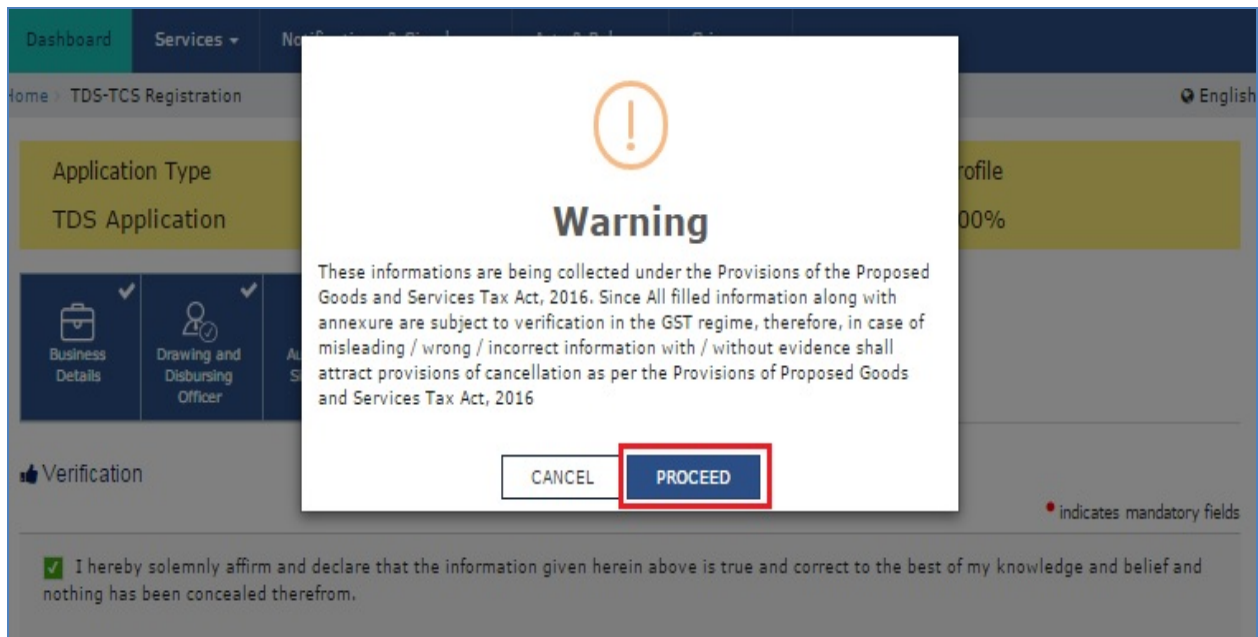 Dashboard Services
Home TDS-TCS Registration English
Application Type
TDS Application
Warning
These informations are being collected under the Provisions of the Proposed
Goods and Services Tax Act, 2016. Since All filled information along with
annexure are subject to verification in the GST regime, therefore, in case of
misleading / wrong / incorrect information with / without evidence shall
attract provisions of cancellation as per the Provisions of Proposed Goods
and Services Tax Act, 2016
CANCEL PROCEED
Business
Details
Drawing and
Disbursing
Officer
Verification
• indicates mandatory fields
I hereby solemnly affirm and declare that the information given herein above is true and correct to the best of my knowledge and belief and
nothing has been concealed therefrom.